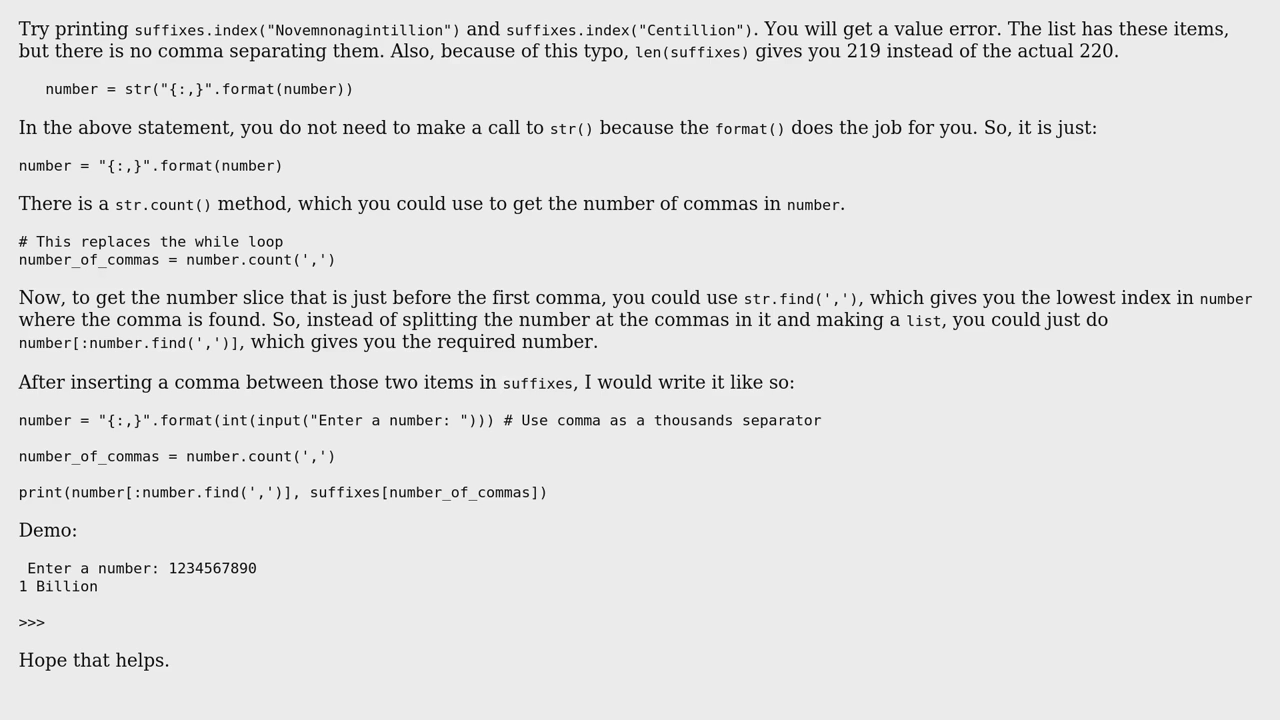 Try printing suffixes.index("Novemnonagintillion") and suffixes.index("Centillion"). You will get a value error. The list has these items,
but there is no comma separating them. Also, because of this typo, len(suffixes) gives you 219 instead of the actual 220.
number = str("{:,}".format(number))
In the above statement, you do not need to make a call to str() because the format() does the job for you. So, it is just:
number = "{:,}".format(number)
There is a str.count() method, which you could use to get the number of commas in number.
# This replaces the while loop
number_of_commas = number.count(',')
Now, to get the number slice that is just before the first comma, you could use str.find(','), which gives you the lowest index in number
where the comma is found. So, instead of splitting the number at the commas in it and making a list, you could just do
number[:number.find(',')], which gives you the required number.
After inserting a comma between those two items in suffixes, I would write it like so:
number = "{:,}".format(int(input("Enter a number: "))) # Use comma as a thousands separator
number_of_commas = number.count(',')
print(number[:number.find(',')], suffixes[number_of_commas])
Demo:
Enter a number: 1234567890
1 Billion
>>>
Hope that helps.